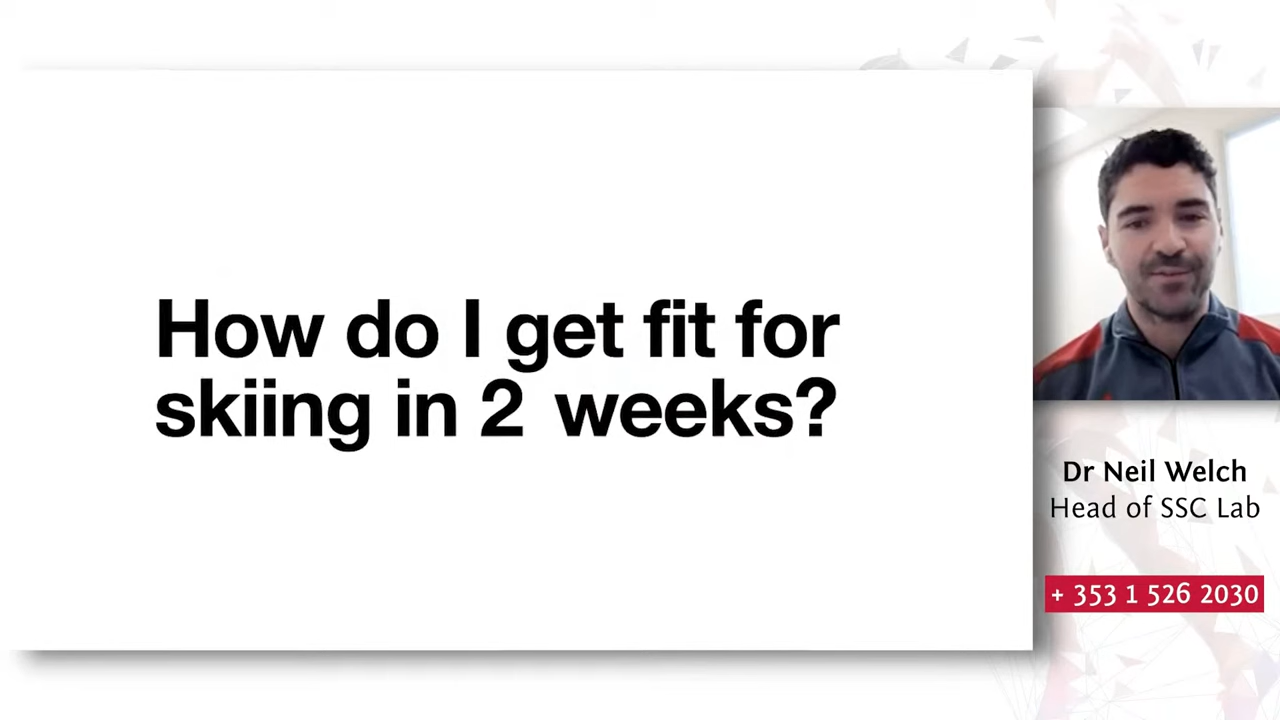 How do I get fit for
skiing in 2 weeks?
Dr Neil Welch
Head of SSC Lab
+ 353 1 526 2030